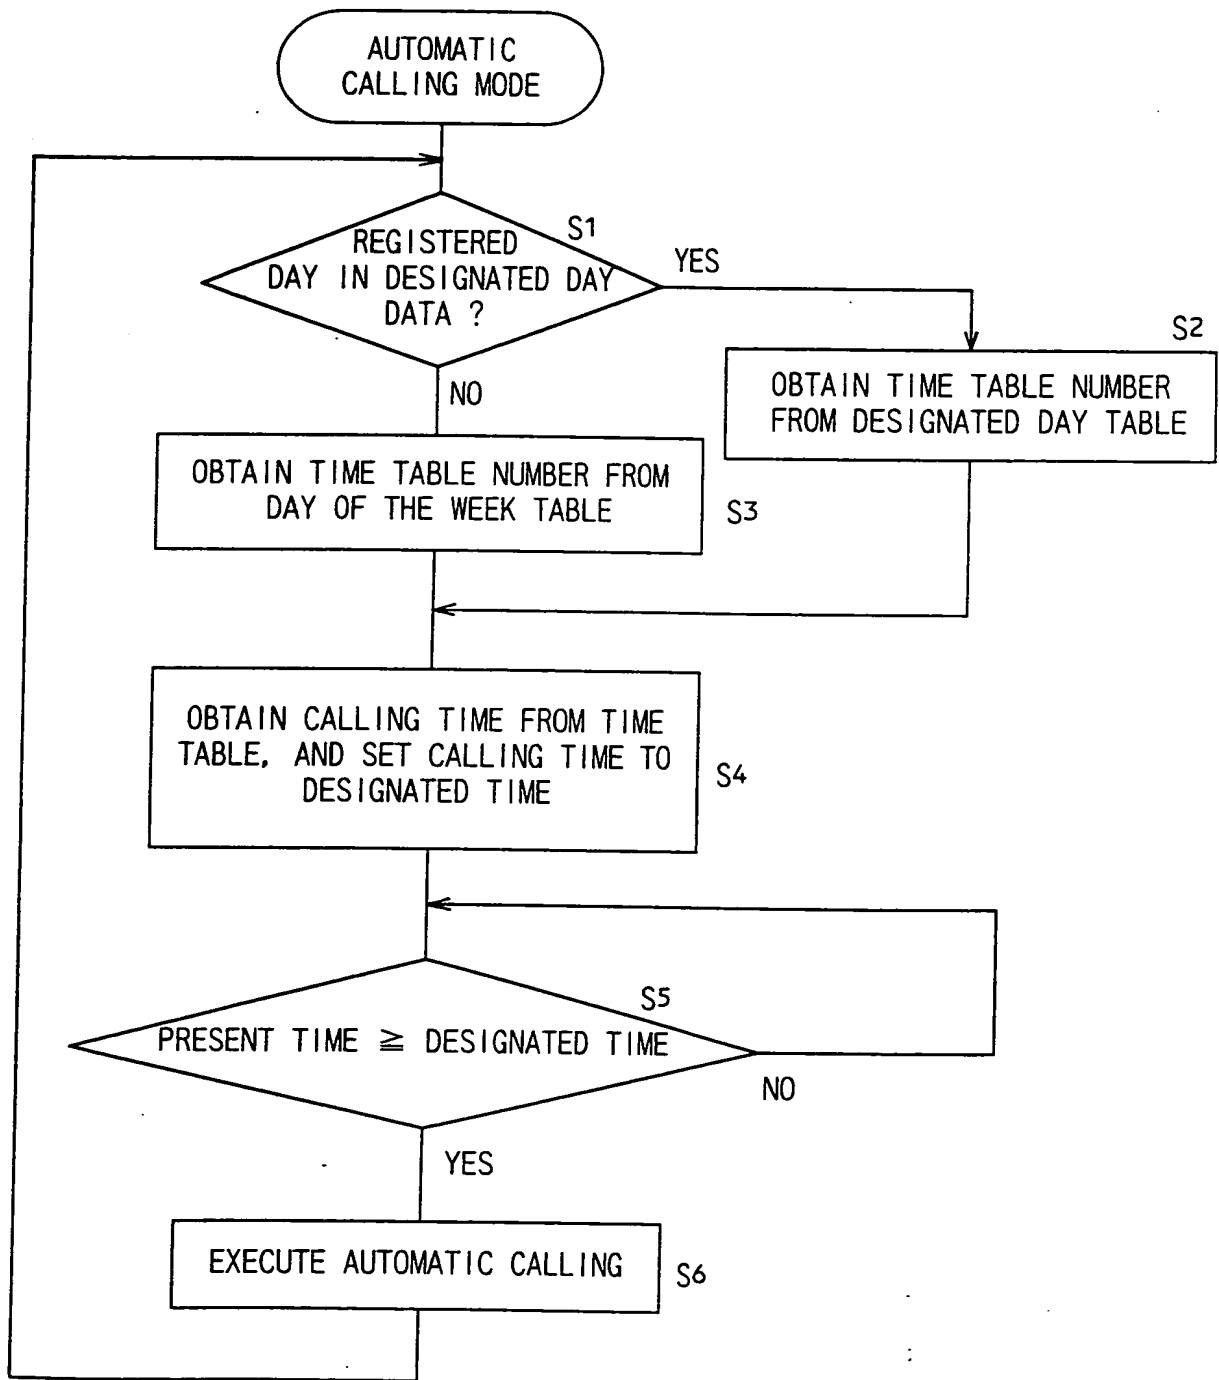 AUTOMATIC
CALLING MODE
S1
REGISTERED
DAY IN DESIGNATED DAY
DATA ?
YES
NO
S2
OBTAIN TIME TABLE NUMBER
FROM DESIGNATED DAY TABLE
OBTAIN TIME TABLE NUMBER FROM
DAY OF THE WEEK TABLE
S3
OBTAIN CALLING TIME FROM TIME
TABLE, AND SET CALLING TIME TO
DESIGNATED TIME
S4
S5
PRESENT TIME ≧ DESIGNATED TIME
NO
YES
EXECUTE AUTOMATIC CALLING
S6